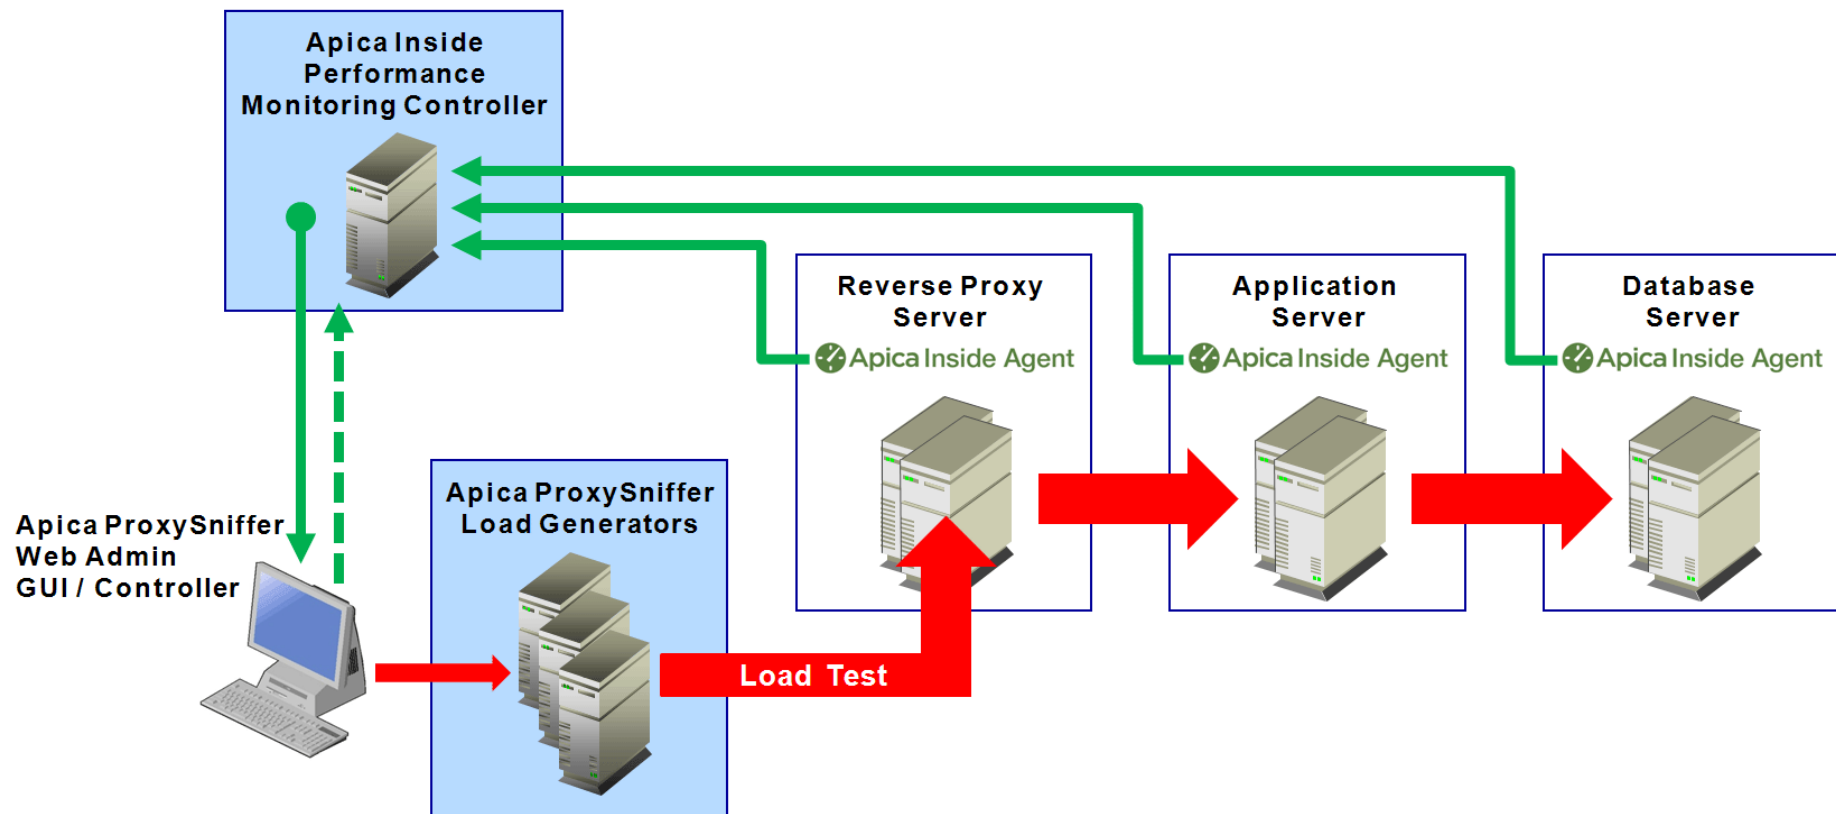 Apica Inside
Performance
Monitoring Controller
Reverse Proxy
Server
Apica Inside Agent
Application
Server
Apica Inside Agent
Database
Server
Apica Inside Agent
Apica ProxySniffer
Load Generators
Apica ProxySniffer
Web Admin
GUI / Controller
Load Test